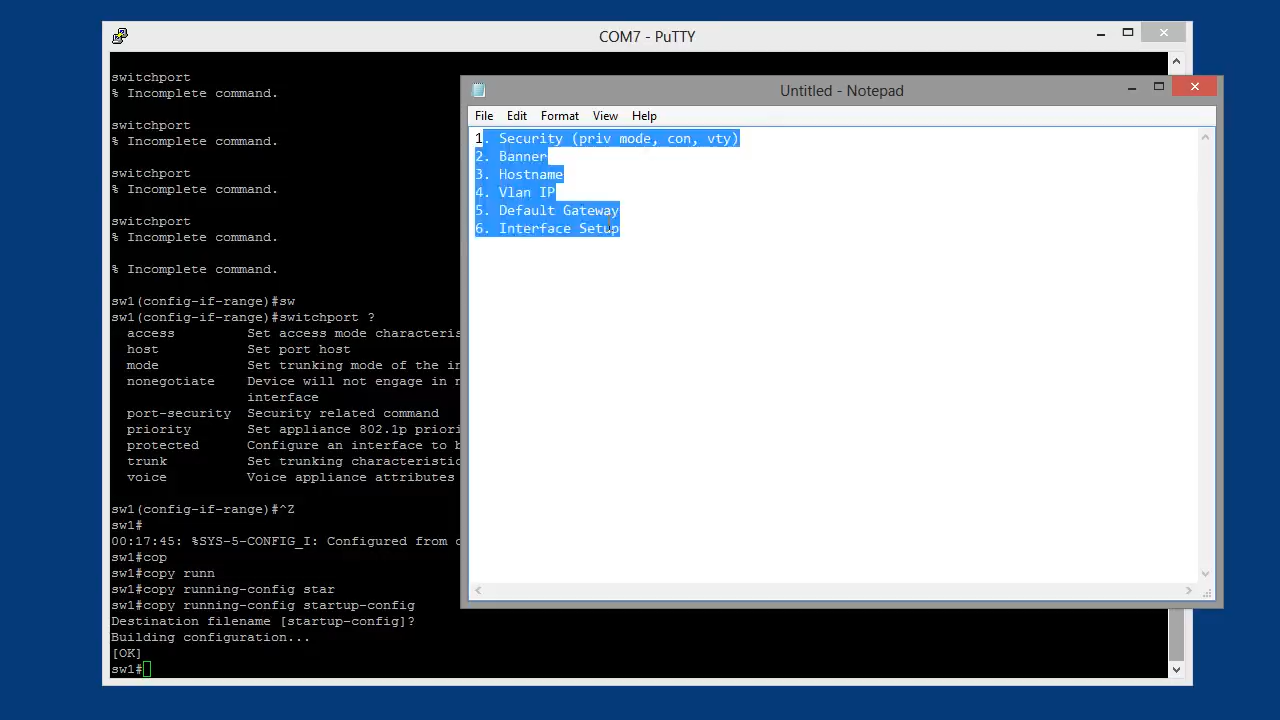 COM7 - PuTTY
switchport
% Incomplete command.
switchport
% Incomplete command.
switchport
% Incomplete command.
switchport
% Incomplete command.
% Incomplete command.
sw1(config-if-range)#sw
sw1(config-if-range)#switchport ?
access Set access mode characteris
host Set port host
mode Set trunking mode of the in
nonegotiate Device will not engage in n
interface
port-security Security related command
priority Set appliance 802.1p priori
protected Configure an interface to b
trunk Set trunking characteristic
voice Voice appliance attributes
sw1(config-if-range)#^Z
sw1#
00:17:45: %SYS-5-CONFIG_I: Configured from c
sw1#cop
sw1#copy runn
sw1#copy running-config star
sw1#copy running-config startup-config
Destination filename [startup-config]?
Building configuration...
[OK]
sw1#
Untitled - Notepad
File Edit Format View Help
1. Security (priv mode, con, vty)
2. Banner
3. Hostname
4. Vlan IP
5. Default Gateway
6. Interface Setup